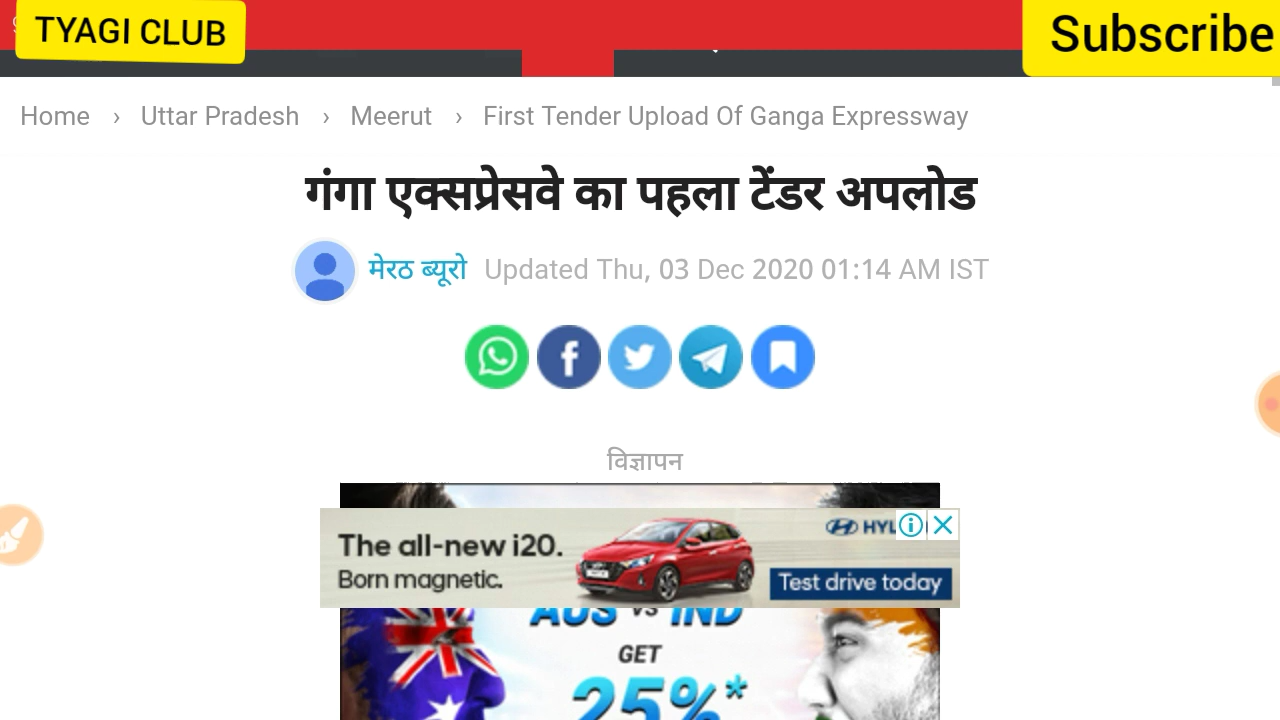 TYAGI CLUB
Subscribe
Home › Uttar Pradesh › Meerut › First Tender Upload Of Ganga Expressway
गंगा एक्सप्रेसवे का पहला टेंडर अपलोड
मेरठ ब्यूरो Updated Thu, 03 Dec 2020 01:14 AM IST
विज्ञापन
The all-new i20.
Born magnetic.
Test drive today
AUS vs IND
GET
25%*